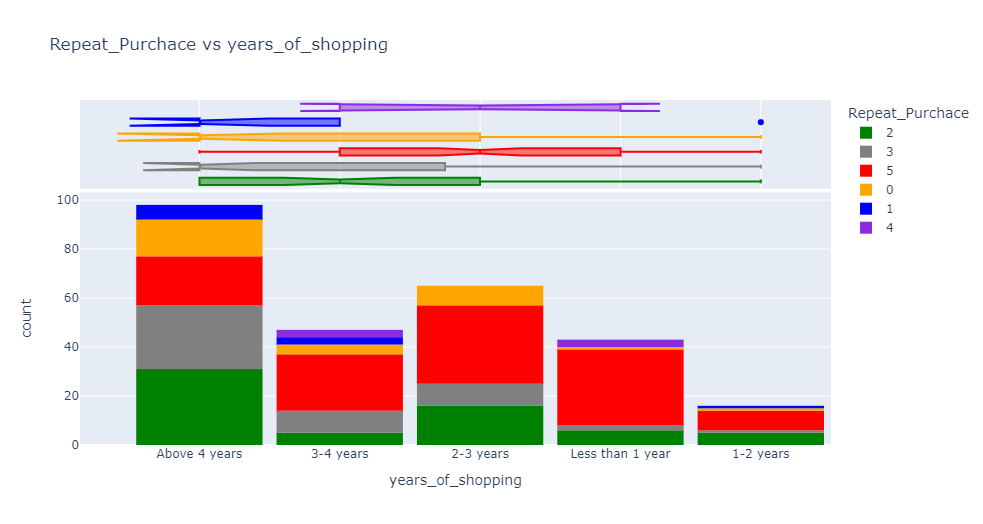 Repeat_Purchace vs years_of_shopping
Repeat_Purchace
2
3
5
0
1
4
100
80
60
40
20
0
count
Above 4 years
3-4 years
2-3 years
Less than 1 year
1-2 years
years_of_shopping